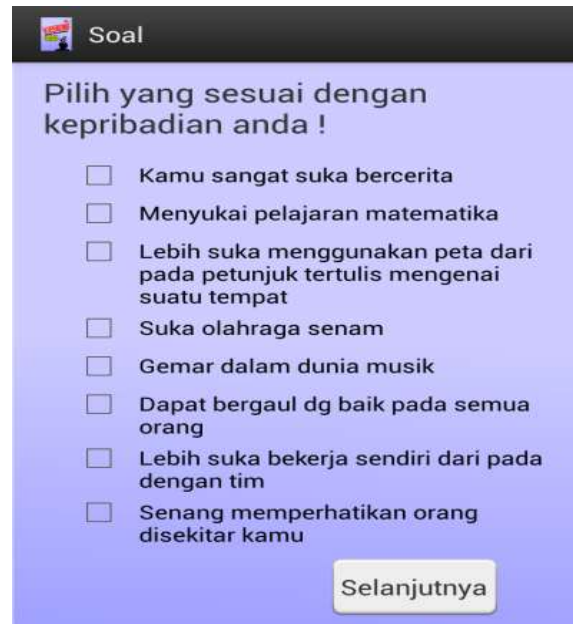 Soal
Pilih yang sesuai dengan
kepribadian anda !
Kamu sangat suka bercerita
Menyukai pelajaran matematika
Lebih suka menggunakan peta dari
pada petunjuk tertulis mengenai
suatu tempat
Suka olahraga senam
Gemar dalam dunia musik
Dapat bergaul dg baik pada semua
orang
Lebih suka bekerja sendiri dari pada
dengan tim
Senang memperhatikan orang
disekitar kamu
Selanjutnya